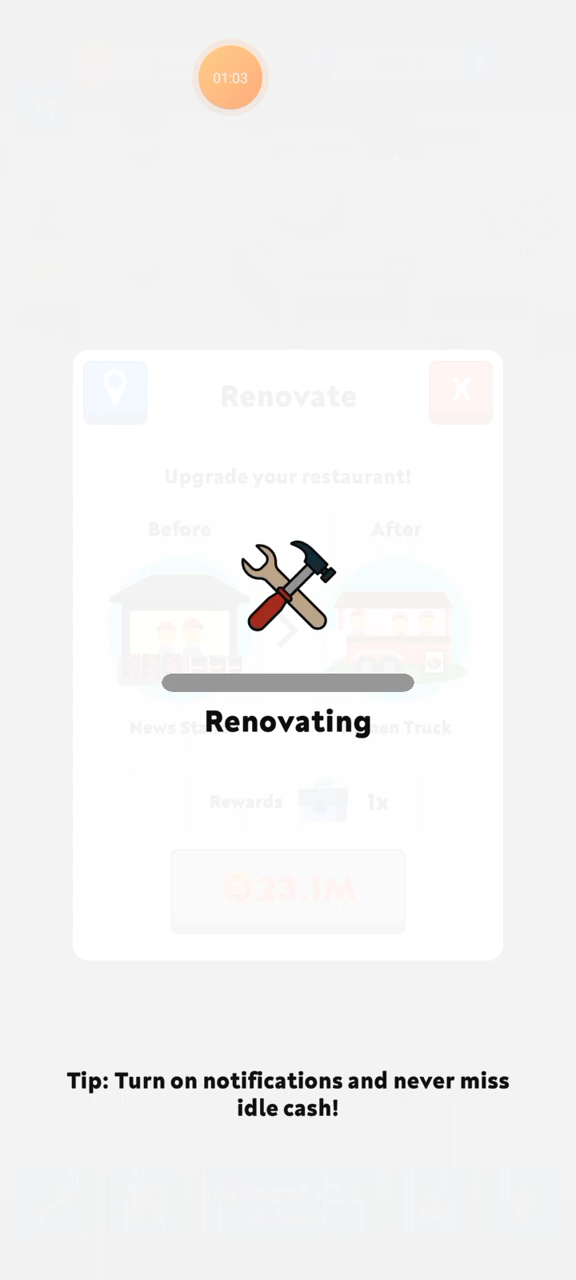 01:03
X
Renovate
Upgrade your restaurant!
Before
After
Renovating
Rewards
1x
23.1M
Tip: Turn on notifications and never miss
idle cash!